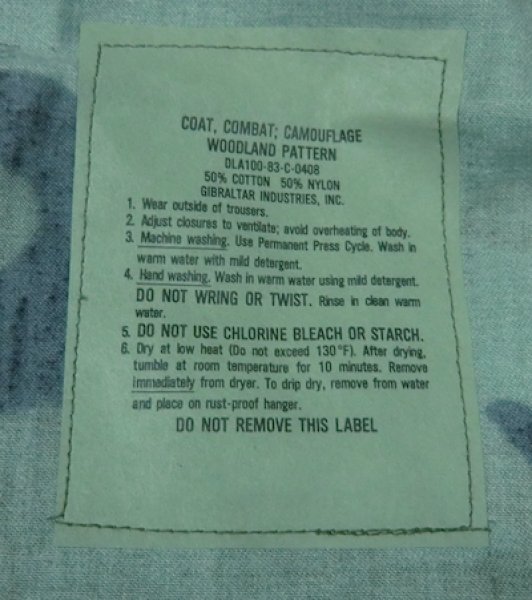 COAT, COMBAT; CAMOUFLAGE
WOODLAND PATTERN
DLA100-83-C-0408
50% COTTON 50% NYLON
GIBRALTAR INDUSTRIES, INC.
1. Wear outside of trousers.
2. Adjust closures to ventilate; avoid overheating of body.
3. Machine washing. Use Permanent Press Cycle. Wash in
warm water with mild detergent.
4. Hand washing. Wash in warm water using mild detergent.
DO NOT WRING OR TWIST. Rinse in clean warm
water.
5. DO NOT USE CHLORINE BLEACH OR STARCH.
6. Dry at low heat (Do not exceed 130°F). After drying,
tumble at room temperature for 10 minutes. Remove
immediately from dryer. To drip dry, remove from water
and place on rust-proof hanger.
DO NOT REMOVE THIS LABEL